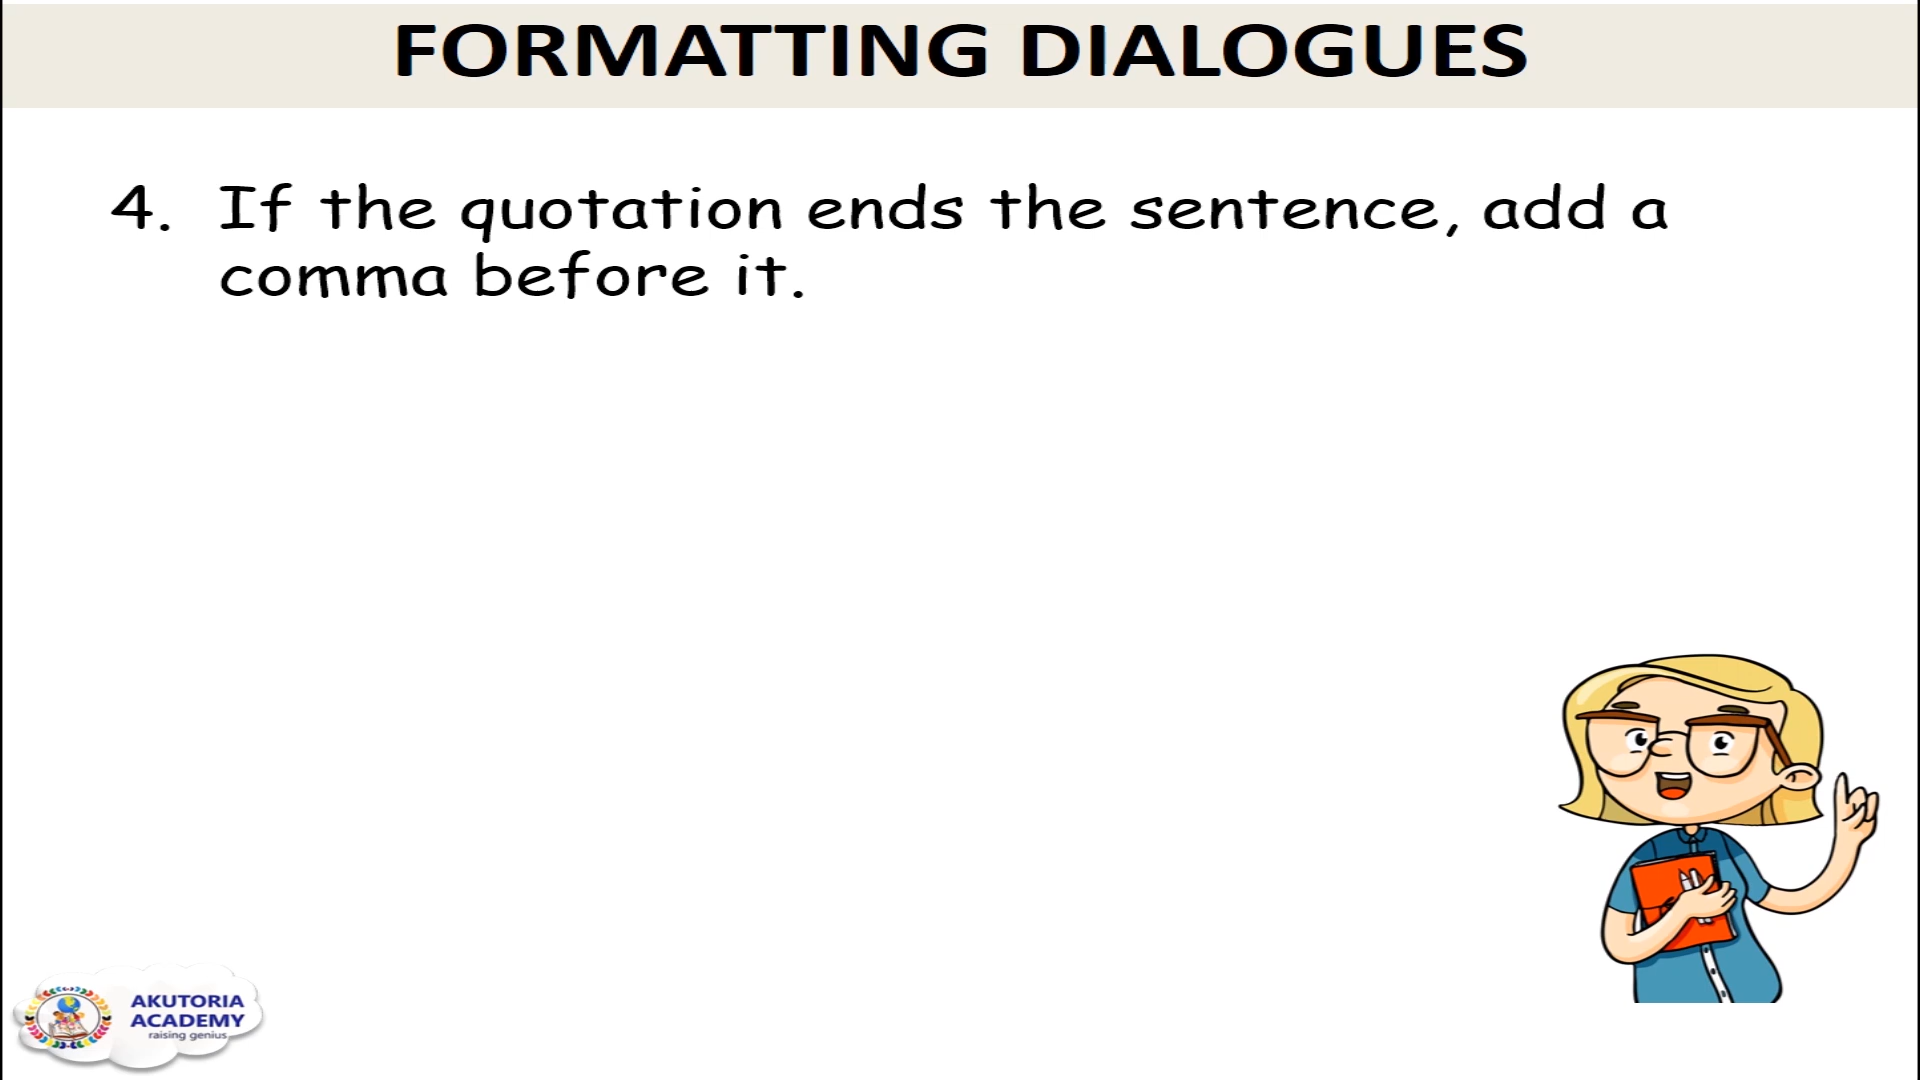 FORMATTING DIALOGUES
4. If the quotation ends the sentence, add a
comma before it.
AKUTORIA
ACADEMY
raising genius